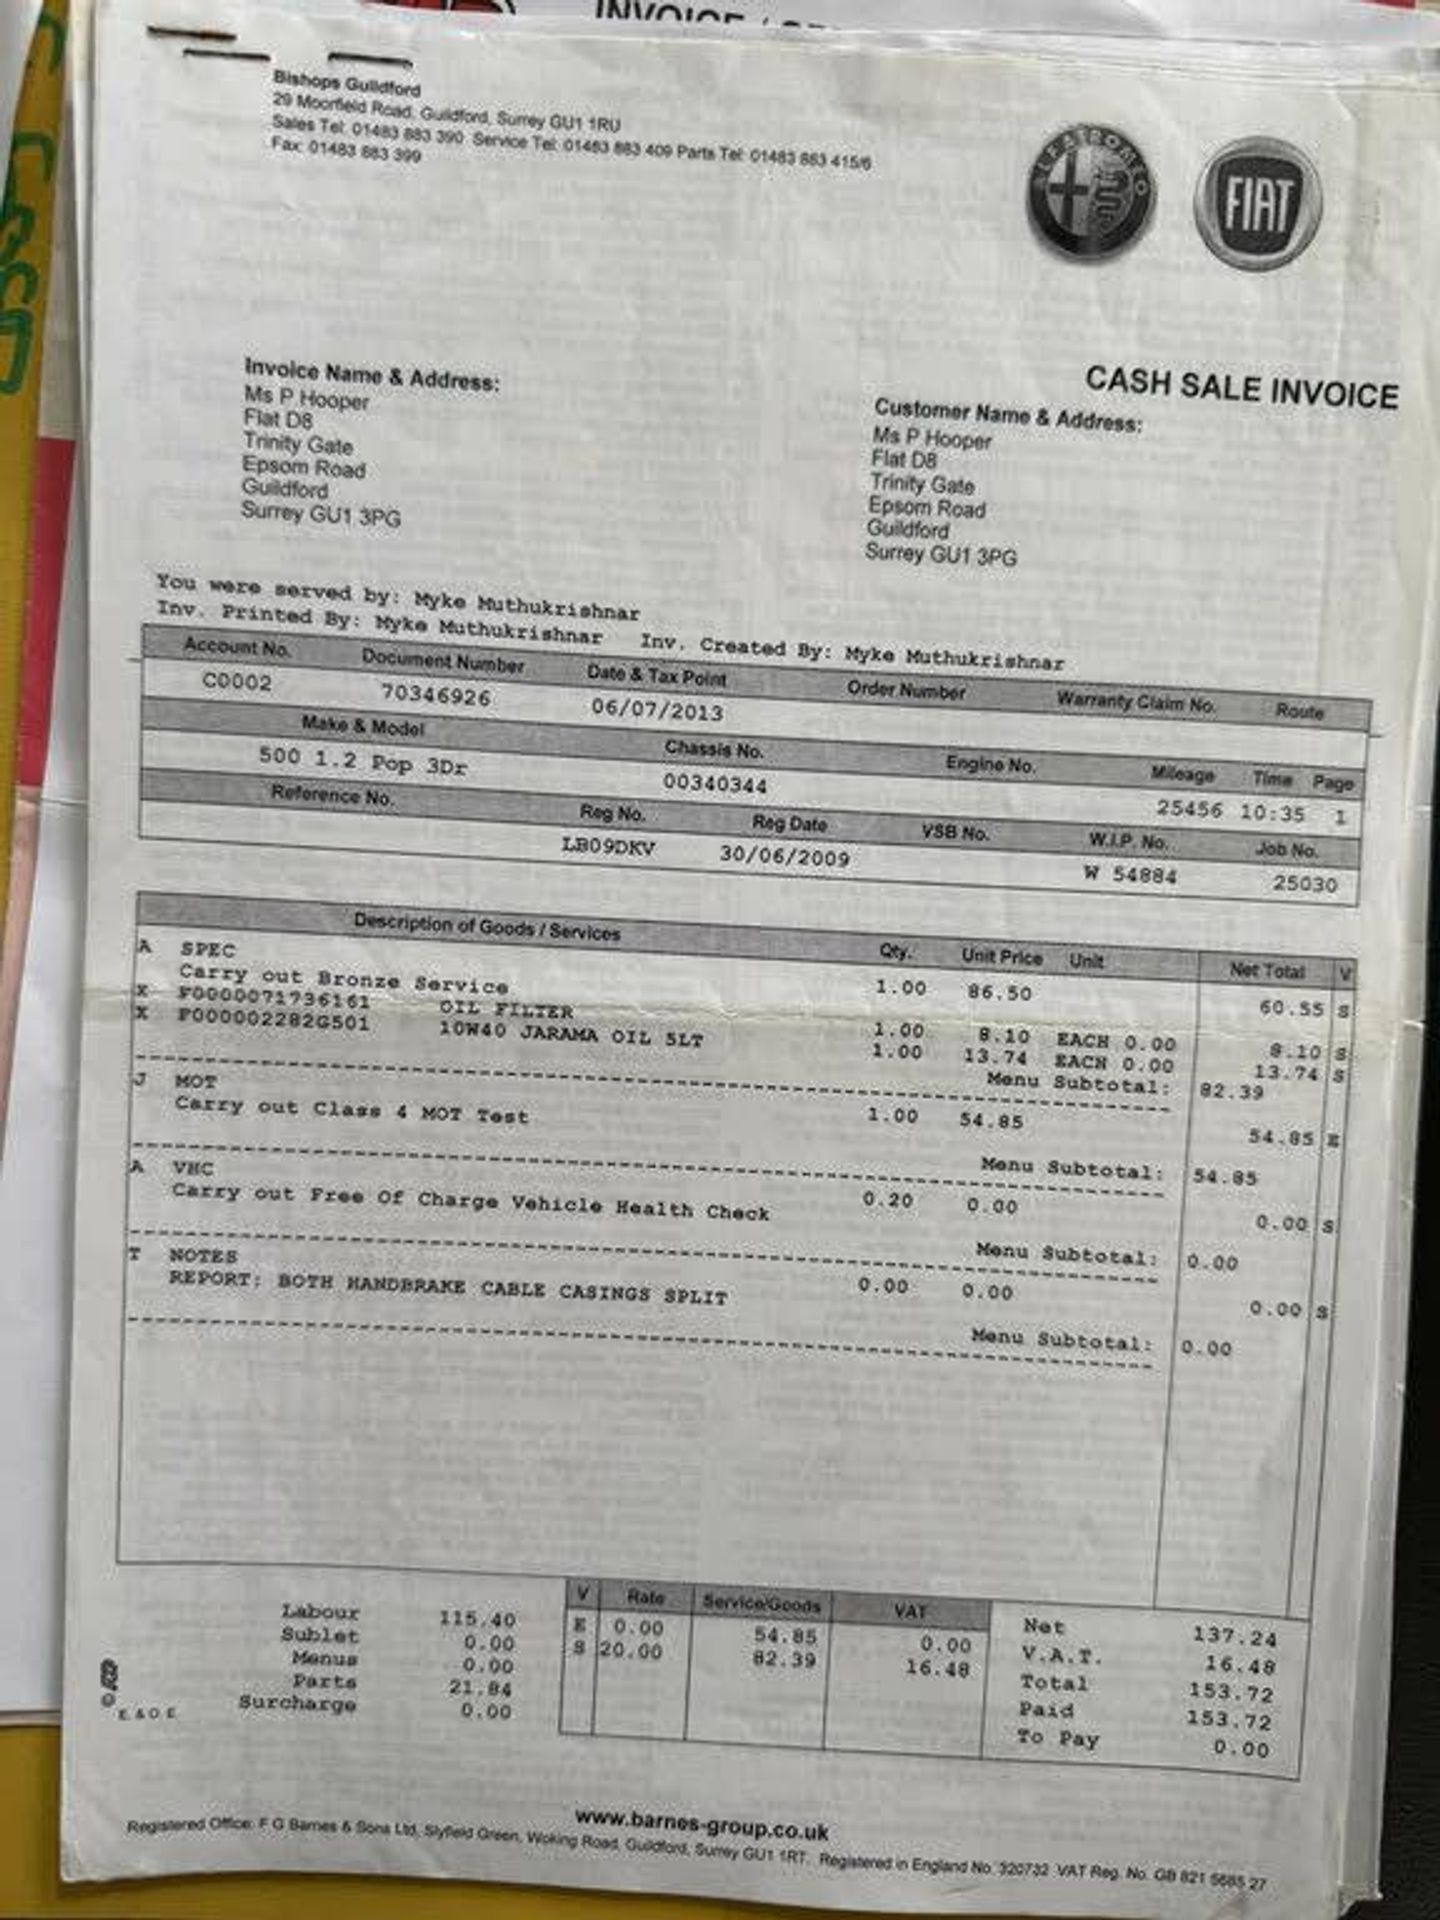 Bishops Guildford
29 Moorfield Road, Guildford, Surrey GU1 1RU
Sales Tel: 01483 883 390 Service Tel: 01483 883 409 Parts Tel: 01483 883 415/6
Fax: 01483 883 399
ALFA ROMEO
FIAT
CASH SALE INVOICE
Invoice Name & Address:
Ms P Hooper
Flat D8
Trinity Gate
Epsom Road
Guildford
Surrey GU1 3PG
Customer Name & Address:
Ms P Hooper
Flat D8
Trinity Gate
Epsom Road
Guildford
Surrey GU1 3PG
You were served by: Myke Muthukrishnar
Inv. Printed By: Myke Muthukrishnar Inv. Created By: Myke Muthukrishnar
Account No. Document Number Date & Tax Point Order Number Warranty Claim No. Route
C0002 70346926 06/07/2013
Make & Model Chassis No. Engine No. Mileage Time Page
500 1.2 Pop 3Dr 00340344 25456 10:35 1
Reference No. Reg No. Reg Date VSB No. W.I.P. No. Job No.
LB09DKV 30/06/2009 W 54884 25030
Description of Goods / Services Qty. Unit Price Unit Net Total V
A SPEC
Carry out Bronze Service 1.00 86.50 60.55 S
X F0000071736161 OIL FILTER 1.00 8.10 EACH 0.00 8.10 S
X F000002282G501 10W40 JARAMA OIL 5LT 1.00 13.74 EACH 0.00 13.74 S
Menu Subtotal: 82.39
J MOT
Carry out Class 4 MOT Test 1.00 54.85 54.85 E
Menu Subtotal: 54.85
A VHC
Carry out Free Of Charge Vehicle Health Check 0.20 0.00 0.00 S
Menu Subtotal: 0.00
T NOTES
REPORT: BOTH HANDBRAKE CABLE CASINGS SPLIT 0.00 0.00 0.00 S
Menu Subtotal: 0.00
Labour 115.40
Sublet 0.00
Menus 0.00
Parts 21.84
Surcharge 0.00
E. & O. E.
V Rate Service/Goods VAT
E 0.00 54.85 0.00
S 20.00 82.39 16.48
Net 137.24
V.A.T. 16.48
Total 153.72
Paid 153.72
To Pay 0.00
www.barnes-group.co.uk
Registered Office: F G Barnes & Sons Ltd, Slyfield Green, Woking Road, Guildford, Surrey GU1 1RT. Registered in England No. 320732 VAT Reg. No. GB 821 5685 27